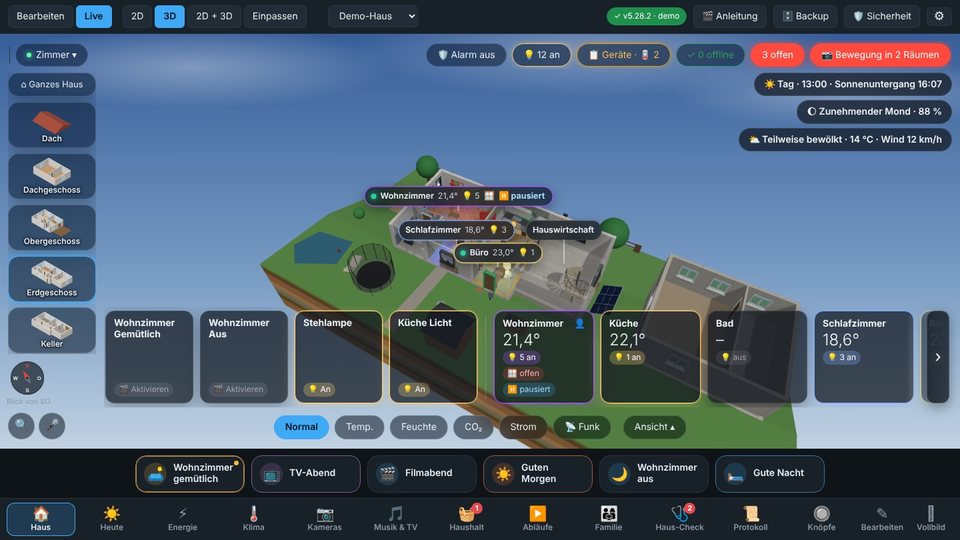 Bearbeiten Live 2D 3D 2D + 3D Einpassen Demo-Haus ✓ v5.28.2 · demo Anleitung Backup Sicherheit
Zimmer ▾ Alarm aus 12 an Geräte · 2 ✓ 0 offline 3 offen Bewegung in 2 Räumen
Ganzes Haus
Tag · 13:00 · Sonnenuntergang 16:07
Zunehmender Mond · 88 %
Teilweise bewölkt · 14 °C · Wind 12 km/h
Dach
Dachgeschoss
Obergeschoss
Erdgeschoss
Keller
Wohnzimmer 21,4° 5 pausiert
Schlafzimmer 18,6° 3
Hauswirtschaft
Büro 23,0° 1
N
W O
S
Blick von SO
Wohnzimmer Gemütlich
Aktivieren
Wohnzimmer Aus
Aktivieren
Stehlampe
An
Küche Licht
An
Wohnzimmer
21,4°
5 an
offen
pausiert
Küche
22,1°
1 an
Bad
–
aus
Schlafzimmer
18,6°
3 an
Normal Temp. Feuchte CO₂ Strom Funk Ansicht ▴
Wohnzimmer gemütlich
TV-Abend
Filmabend
Guten Morgen
Wohnzimmer aus
Gute Nacht
Haus Heute Energie Klima Kameras Musik & TV Haushalt 1 Abläufe Familie Haus-Check 2 Protokoll Knöpfe Bearbeiten Vollbild